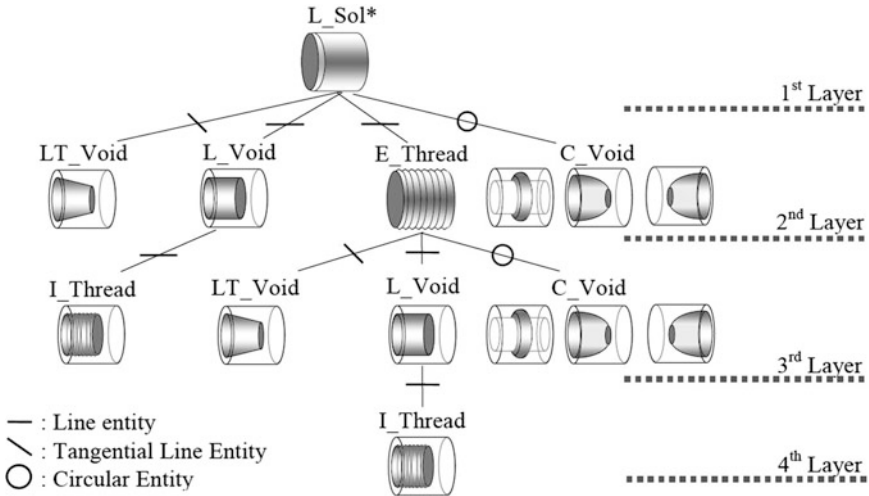 L_Sol*
1st Layer
LT_Void
L_Void
E_Thread
C_Void
2nd Layer
I_Thread
LT_Void
L_Void
C_Void
3rd Layer
: Line entity
: Tangential Line Entity
: Circular Entity
I_Thread
4th Layer